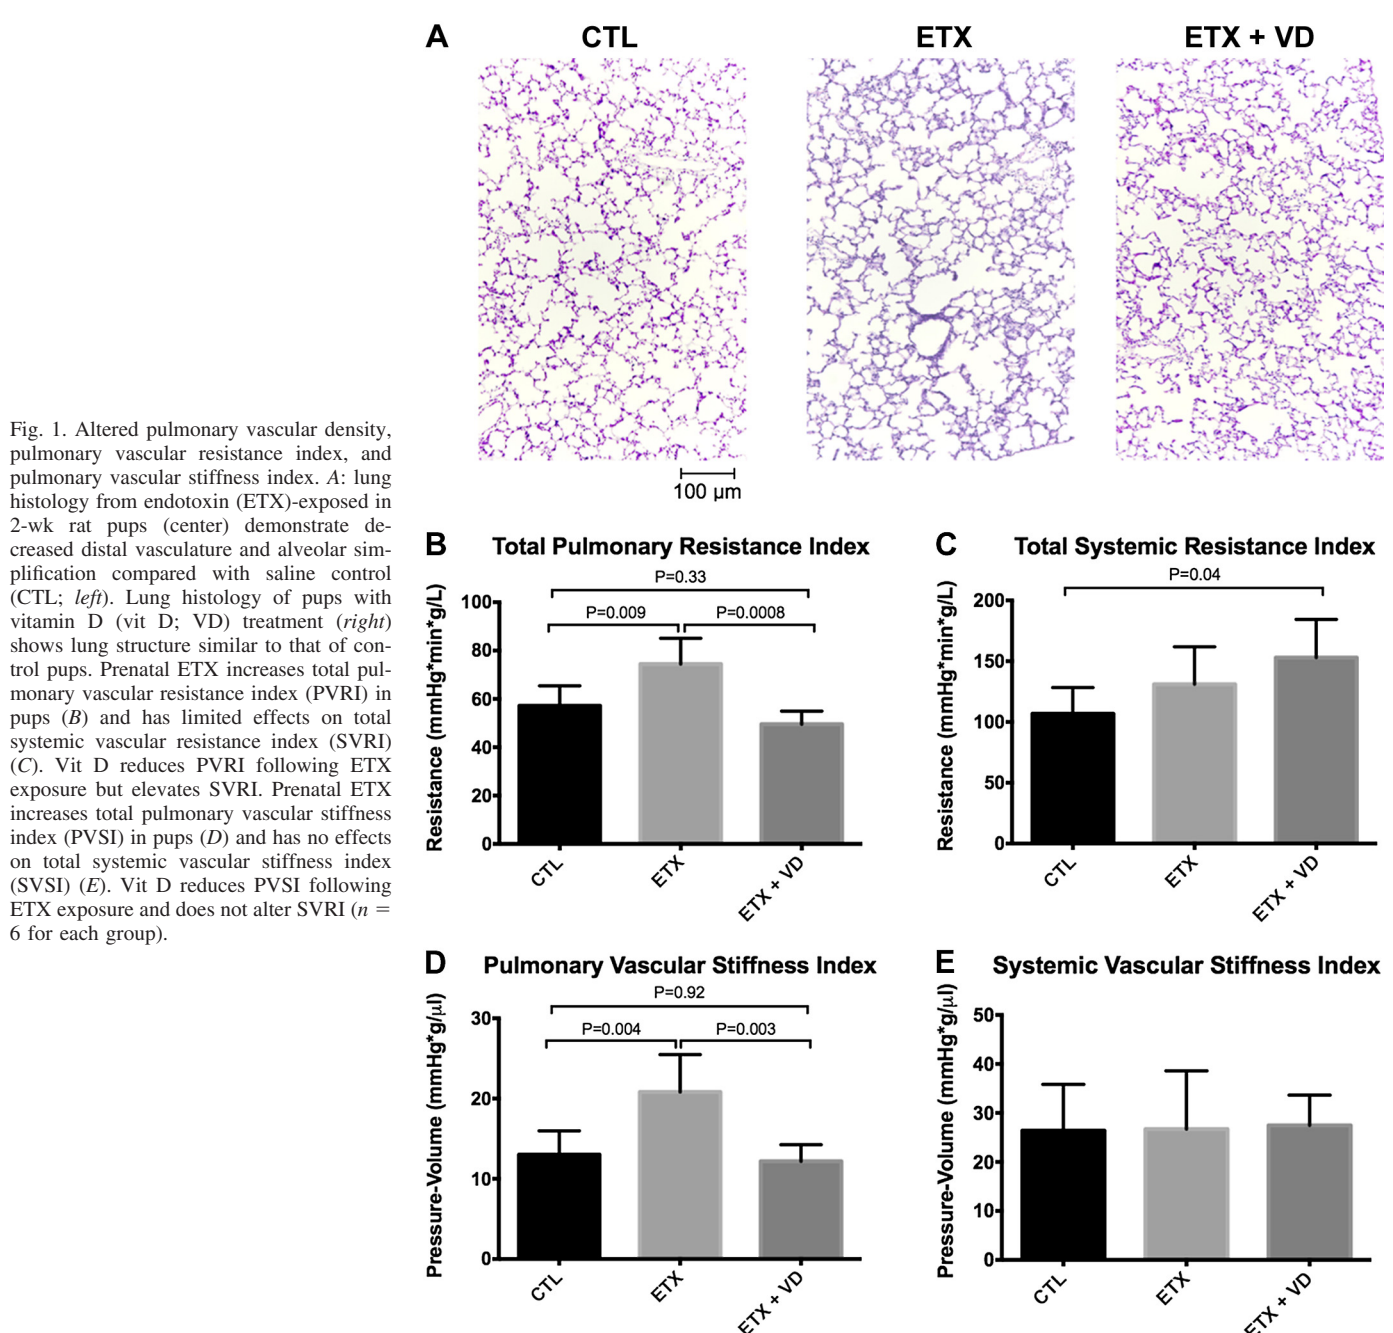 Fig. 1. Altered pulmonary vascular density,
pulmonary vascular resistance index, and
pulmonary vascular stiffness index. A: lung
histology from endotoxin (ETX)-exposed in
2-wk rat pups (center) demonstrate de-
creased distal vasculature and alveolar sim-
plification compared with saline control
(CTL; left). Lung histology of pups with
vitamin D (vit D; VD) treatment (right)
shows lung structure similar to that of con-
trol pups. Prenatal ETX increases total pul-
monary vascular resistance index (PVRI) in
pups (B) and has limited effects on total
systemic vascular resistance index (SVRI)
(C). Vit D reduces PVRI following ETX
exposure but elevates SVRI. Prenatal ETX
increases total pulmonary vascular stiffness
index (PVSI) in pups (D) and has no effects
on total systemic vascular stiffness index
(SVSI) (E). Vit D reduces PVSI following
ETX exposure and does not alter SVRI (n =
6 for each group).
A
CTL
ETX
ETX + VD
100 µm
B
Total Pulmonary Resistance Index
Resistance (mmHg*min*g/L)
P=0.33
P=0.009
P=0.0008
100
80
60
40
20
0
CTL
ETX
ETX + VD
C
Total Systemic Resistance Index
Resistance (mmHg*min*g/L)
P=0.04
200
150
100
50
0
CTL
ETX
ETX + VD
D
Pulmonary Vascular Stiffness Index
Pressure-Volume (mmHg*g/µl)
P=0.92
P=0.004
P=0.003
30
20
10
0
CTL
ETX
ETX + VD
E
Systemic Vascular Stiffness Index
Pressure-Volume (mmHg*g/µl)
50
40
30
20
10
0
CTL
ETX
ETX + VD